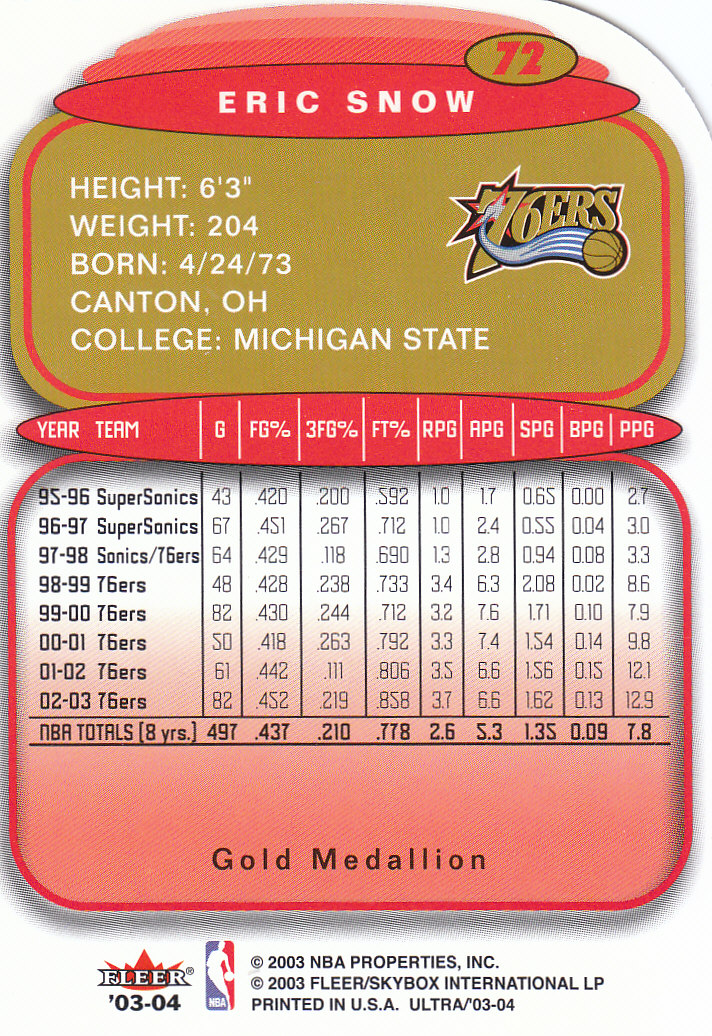 72
ERIC SNOW
HEIGHT: 6'3"
WEIGHT: 204
BORN: 4/24/73
CANTON, OH
COLLEGE: MICHIGAN STATE
76ERS
YEAR TEAM G FG% 3FG% FT% RPG APG SPG BPG PPG
95-96 SuperSonics 43 .420 .200 .592 1.0 1.7 0.65 0.00 2.7
96-97 SuperSonics 67 .451 .267 .712 1.0 2.4 0.55 0.04 3.0
97-98 Sonics/76ers 64 .429 .118 .690 1.3 2.8 0.94 0.08 3.3
98-99 76ers 48 .428 .238 .733 3.4 6.3 2.08 0.02 8.6
99-00 76ers 82 .430 .244 .712 3.2 7.6 1.71 0.10 7.9
00-01 76ers 50 .418 .263 .792 3.3 7.4 1.54 0.14 9.8
01-02 76ers 61 .442 .111 .806 3.5 6.6 1.56 0.15 12.1
02-03 76ers 82 .452 .219 .858 3.7 6.6 1.62 0.13 12.9
NBA TOTALS [8 yrs.] 497 .437 .210 .778 2.6 5.3 1.35 0.09 7.8
Gold Medallion
FLEER®
'03-04
NBA
© 2003 NBA PROPERTIES, INC.
© 2003 FLEER/SKYBOX INTERNATIONAL LP
PRINTED IN U.S.A. ULTRA/'03-04